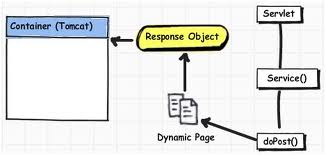 Servlet
Container (Tomcat)
Response Object
Service()
Dynamic Page
doPost()